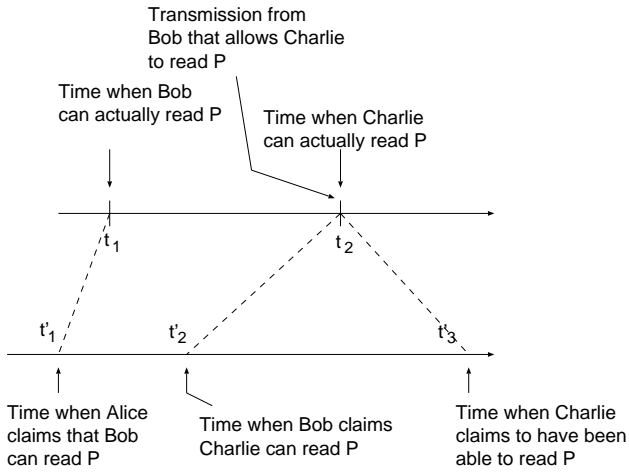 Transmission from
Bob that allows Charlie
to read P
Time when Bob
can actually read P
Time when Charlie
can actually read P
t1
t2
t'1
t'2
t'3
Time when Alice
claims that Bob
can read P
Time when Bob claims
Charlie can read P
Time when Charlie
claims to have been
able to read P